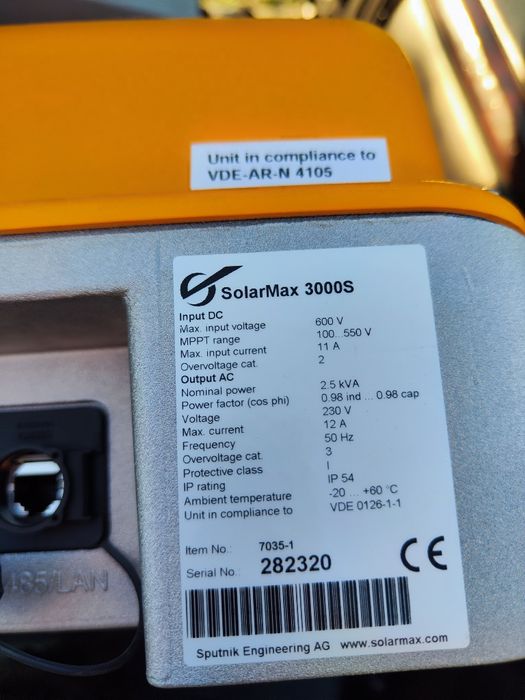 Unit in compliance to
VDE-AR-N 4105
SolarMax 3000S
Input DC
Max. input voltage 600 V
MPPT range 100...550 V
Max. input current 11 A
Overvoltage cat. 2
Output AC
Nominal power 2.5 kVA
Power factor (cos phi) 0.98 ind ... 0.98 cap
Voltage 230 V
Max. current 12 A
Frequency 50 Hz
Overvoltage cat. 3
Protective class I
IP rating IP 54
Ambient temperature -20 ... +60 °C
Unit in compliance to VDE 0126-1-1
Item No.: 7035-1
Serial No.: 282320
CE
Sputnik Engineering AG www.solarmax.com
485/LAN